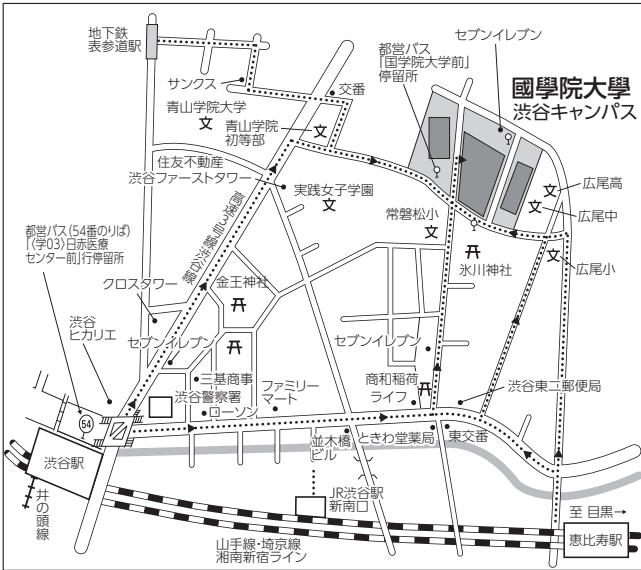 地下鉄
表参道駅
サンクス
交番
青山学院大学
青山学院
初等部
都営バス
「国学院大学前」
停留所
セブンイレブン
國學院大學
渋谷キャンパス
住友不動産
渋谷ファーストタワー
実践女子学園
常磐松小
広尾高
広尾中
広尾小
氷川神社
高速3号線渋谷線
都営バス(54番のりば)
「〈学03〉日赤医療
センター前」行停留所
クロスタワー
金王神社
渋谷
ヒカリエ
セブンイレブン
セブンイレブン
三基商事
渋谷警察署
ローソン
ファミリー
マート
商和稲荷
ライフ
渋谷東二郵便局
54
並木橋
ビル
ときわ堂薬局
東交番
渋谷駅
井の頭線
JR渋谷駅
新南口
山手線・埼京線
湘南新宿ライン
至 目黒→
恵比寿駅
文
文
文
文
文
文
文